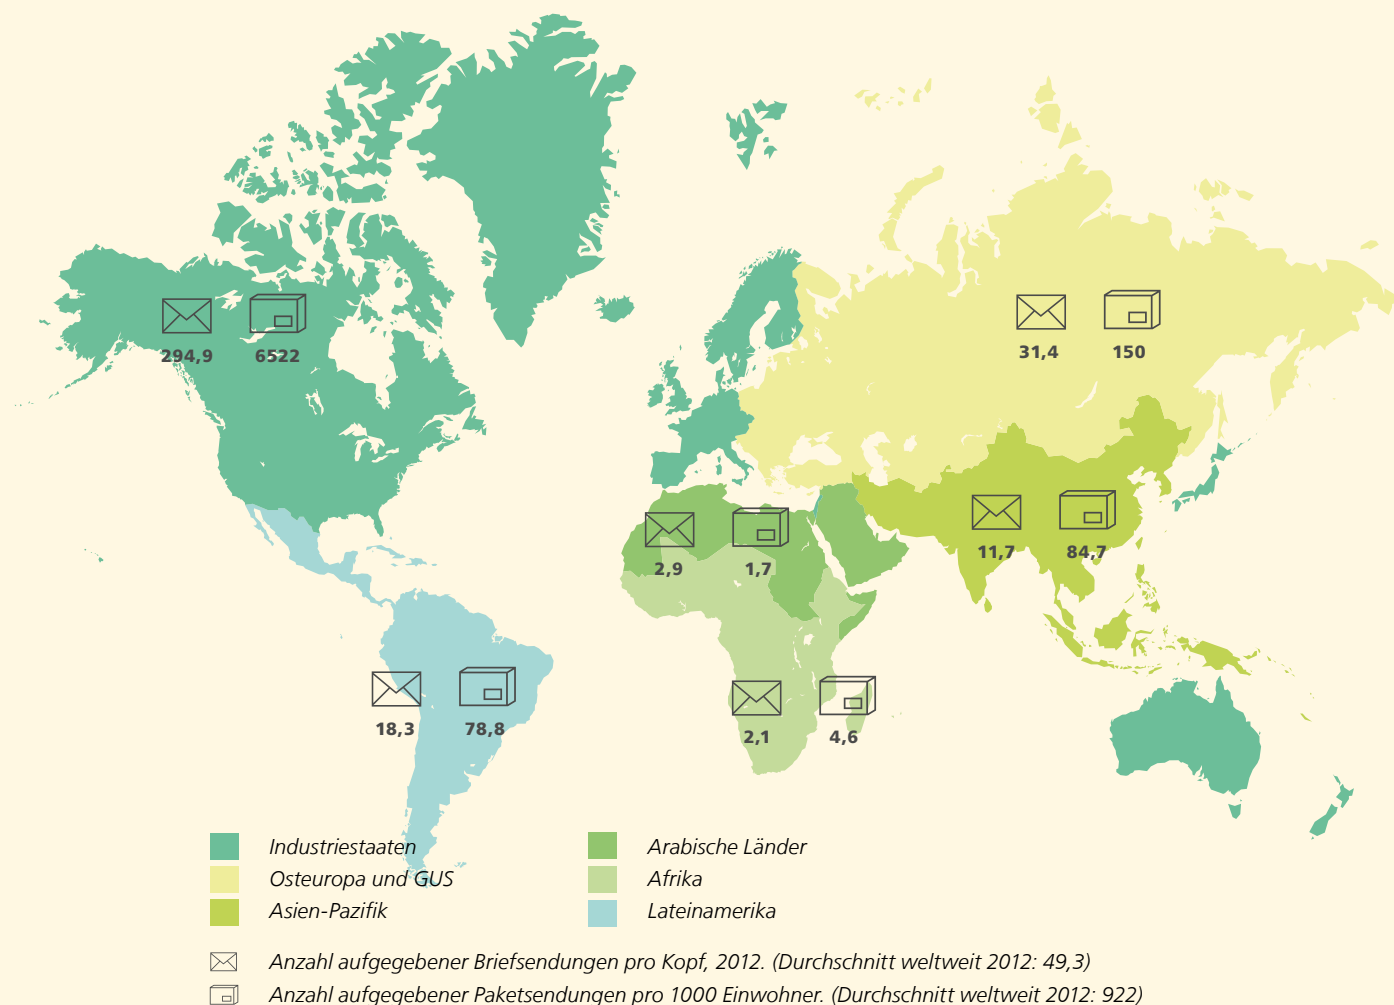 294,9 6522
31,4 150
11,7 84,7
2,9 1,7
18,3 78,8
2,1 4,6
Industriestaaten
Osteuropa und GUS
Asien-Pazifik
Arabische Länder
Afrika
Lateinamerika
Anzahl aufgegebener Briefsendungen pro Kopf, 2012. (Durchschnitt weltweit 2012: 49,3)
Anzahl aufgegebener Paketsendungen pro 1000 Einwohner. (Durchschnitt weltweit 2012: 922)